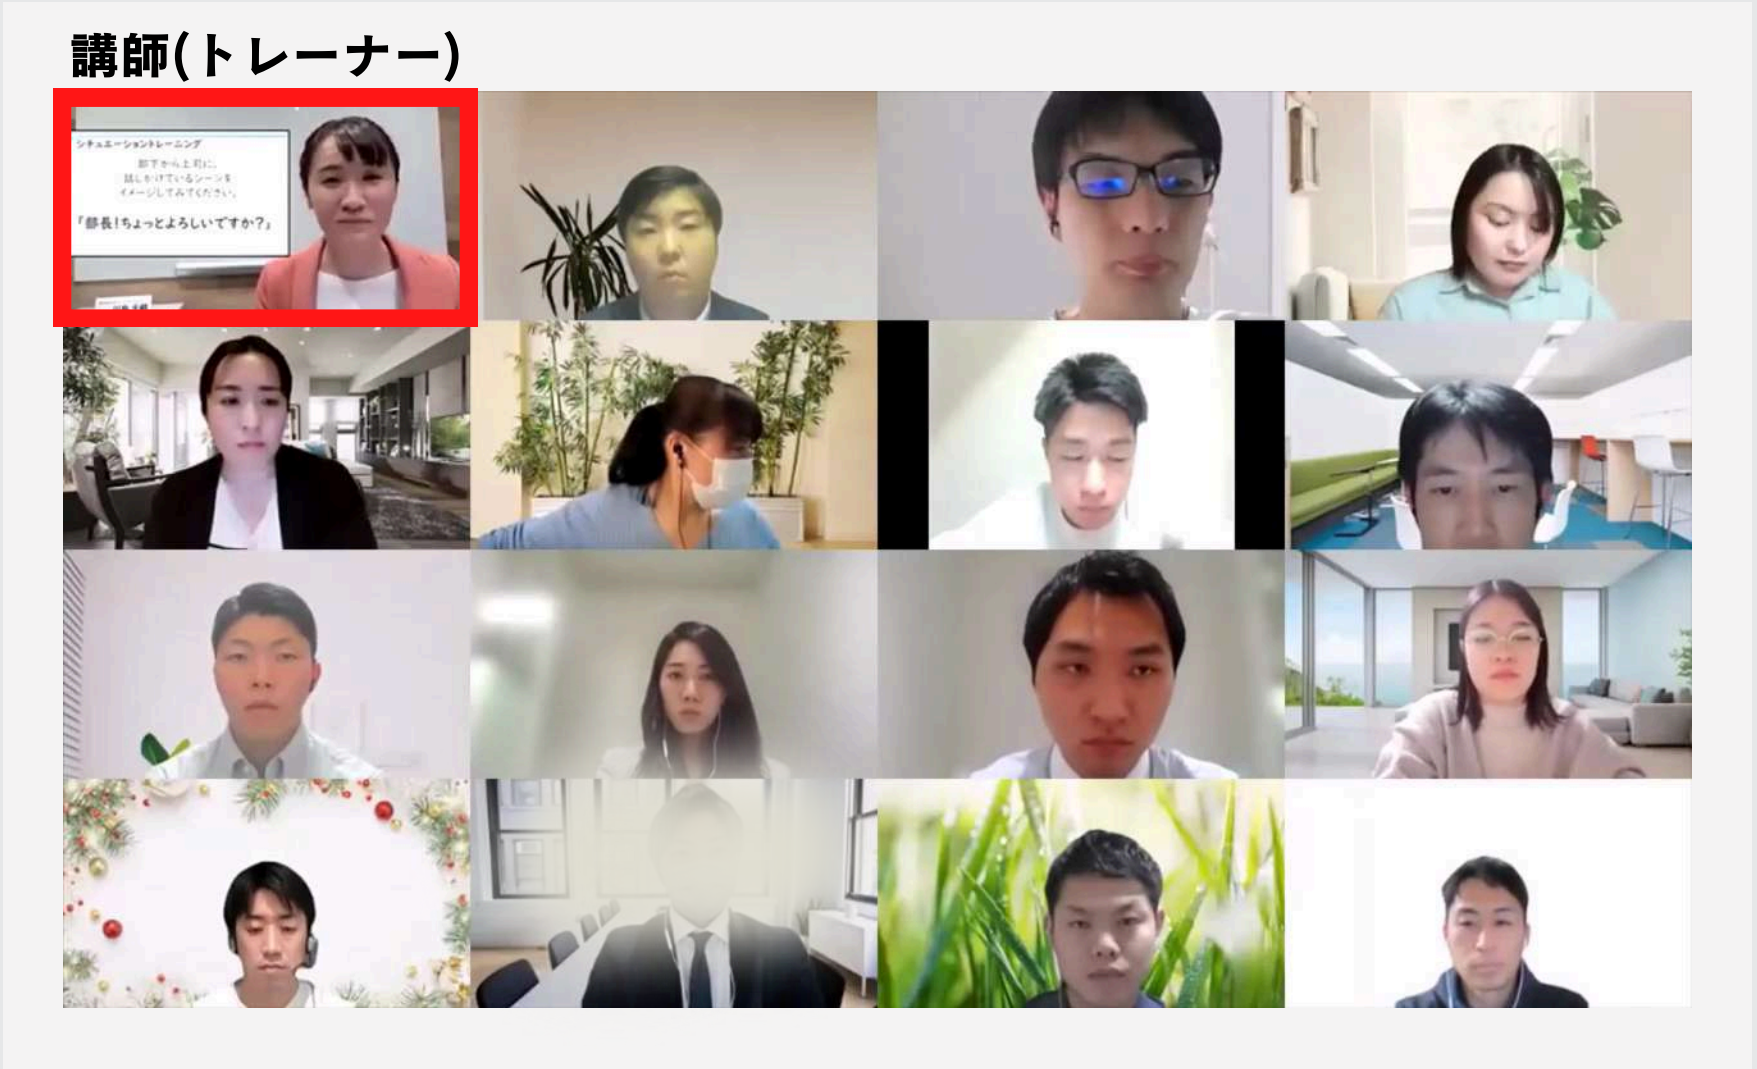 講師(トレーナー)
シチュエーショントレーニング
部下から上司に、
話しかけているシーンを
イメージしてみてください。
「部長!ちょっとよろしいですか?」